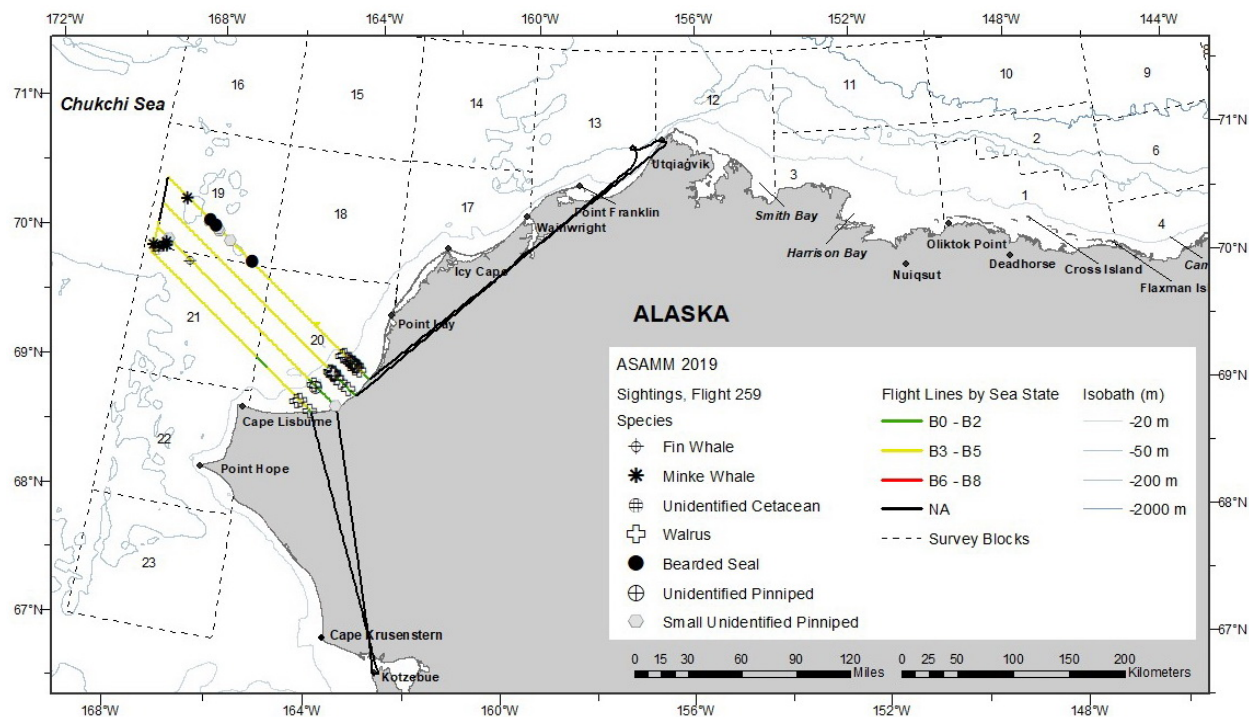 172°W 168°W 164°W 160°W 156°W 152°W 148°W 144°W
71°N
70°N
69°N
68°N
67°N
71°N
70°N
69°N
68°N
67°N
168°W 164°W 160°W 156°W 152°W 148°W
Chukchi Sea
16
15
14
13
12
11
10
9
8
2
6
3
1
4
19
18
17
21
20
22
23
Utqiaġvik
Point Franklin
Wainwright
Icy Cape
Point Lay
Cape Lisburne
Point Hope
Cape Krusenstern
Kotzebue
Smith Bay
Harrison Bay
Oliktok Point
Nuiqsut
Deadhorse
Cross Island
Flaxman Isl
Cam
ALASKA
ASAMM 2019
Sightings, Flight 259
Species
Fin Whale
Minke Whale
Unidentified Cetacean
Walrus
Bearded Seal
Unidentified Pinniped
Small Unidentified Pinniped
Flight Lines by Sea State
B0 - B2
B3 - B5
B6 - B8
NA
Survey Blocks
Isobath (m)
-20 m
-50 m
-200 m
-2000 m
0 15 30 60 90 120
Miles
0 25 50 100 150 200
Kilometers